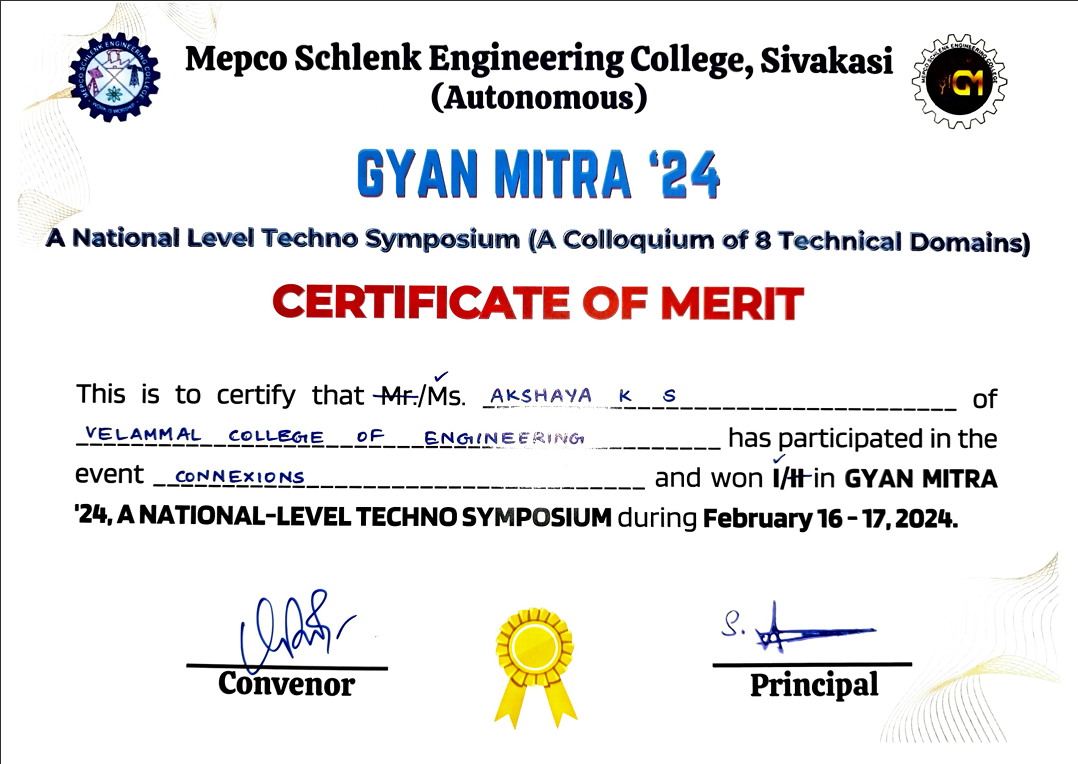 Mepco Schlenk Engineering College, Sivakasi
(Autonomous)
GYAN MITRA ‘24
A National Level Techno Symposium (A Colloquium of 8 Technical Domains)
CERTIFICATE OF MERIT
This is to certify that Mr./Ms. AKSHAYA K S of
VELAMMAL COLLEGE OF ENGINEERING has participated in the
event CONNEXIONS and won I/II in GYAN MITRA
'24, A NATIONAL-LEVEL TECHNO SYMPOSIUM during February 16 - 17, 2024.
Convenor
Principal
MEPCO SCHLENK ENGINEERING COLLEGE
WORK IS WORSHIP
MEPCO SCHLENK ENGINEERING COLLEGE
GM